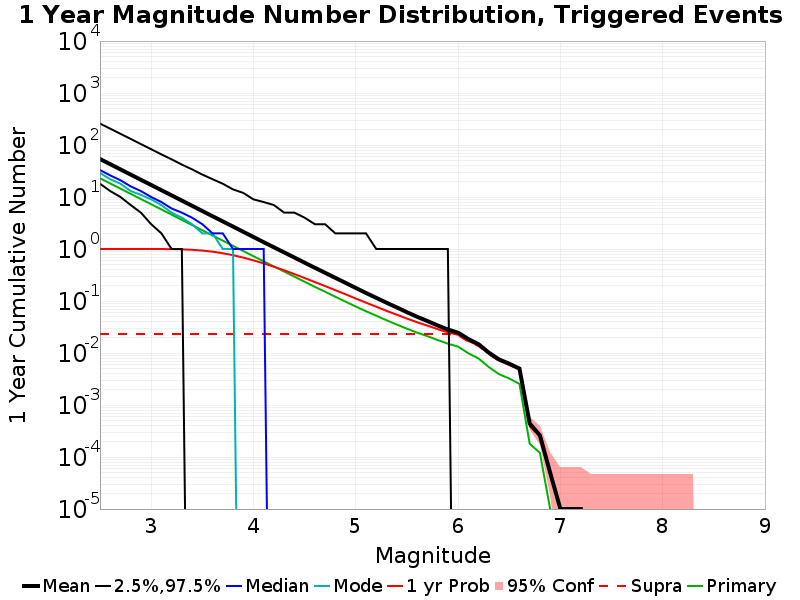 1 Year Magnitude Number Distribution, Triggered Events
10^4
10^3
10^2
10^1
10^0
10^-1
10^-2
10^-3
10^-4
10^-5
1 Year Cumulative Number
3 4 5 6 7 8 9
Magnitude
Mean 2.5%,97.5% Median Mode 1 yr Prob 95% Conf Supra Primary